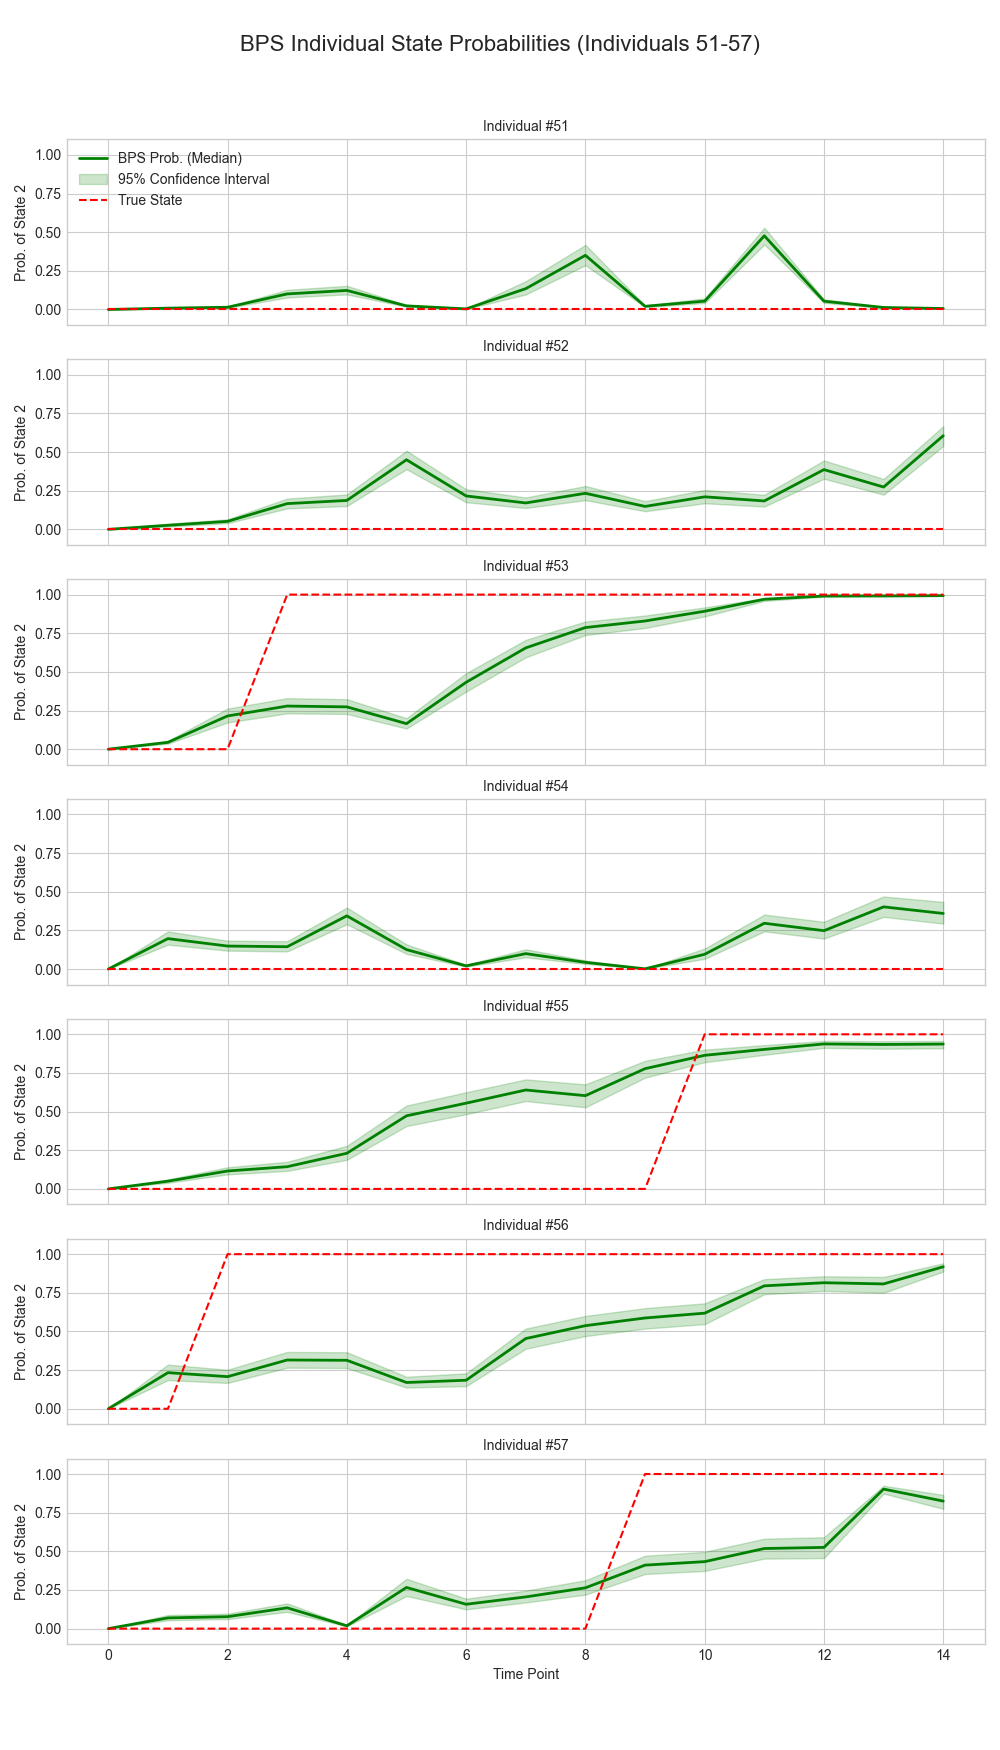 BPS Individual State Probabilities (Individuals 51-57)
Individual #51
BPS Prob. (Median)
95% Confidence Interval
True State
Prob. of State 2
1.00
0.75
0.50
0.25
0.00
Individual #52
Prob. of State 2
1.00
0.75
0.50
0.25
0.00
Individual #53
Prob. of State 2
1.00
0.75
0.50
0.25
0.00
Individual #54
Prob. of State 2
1.00
0.75
0.50
0.25
0.00
Individual #55
Prob. of State 2
1.00
0.75
0.50
0.25
0.00
Individual #56
Prob. of State 2
1.00
0.75
0.50
0.25
0.00
Individual #57
Prob. of State 2
1.00
0.75
0.50
0.25
0.00
0 2 4 6 8 10 12 14
Time Point